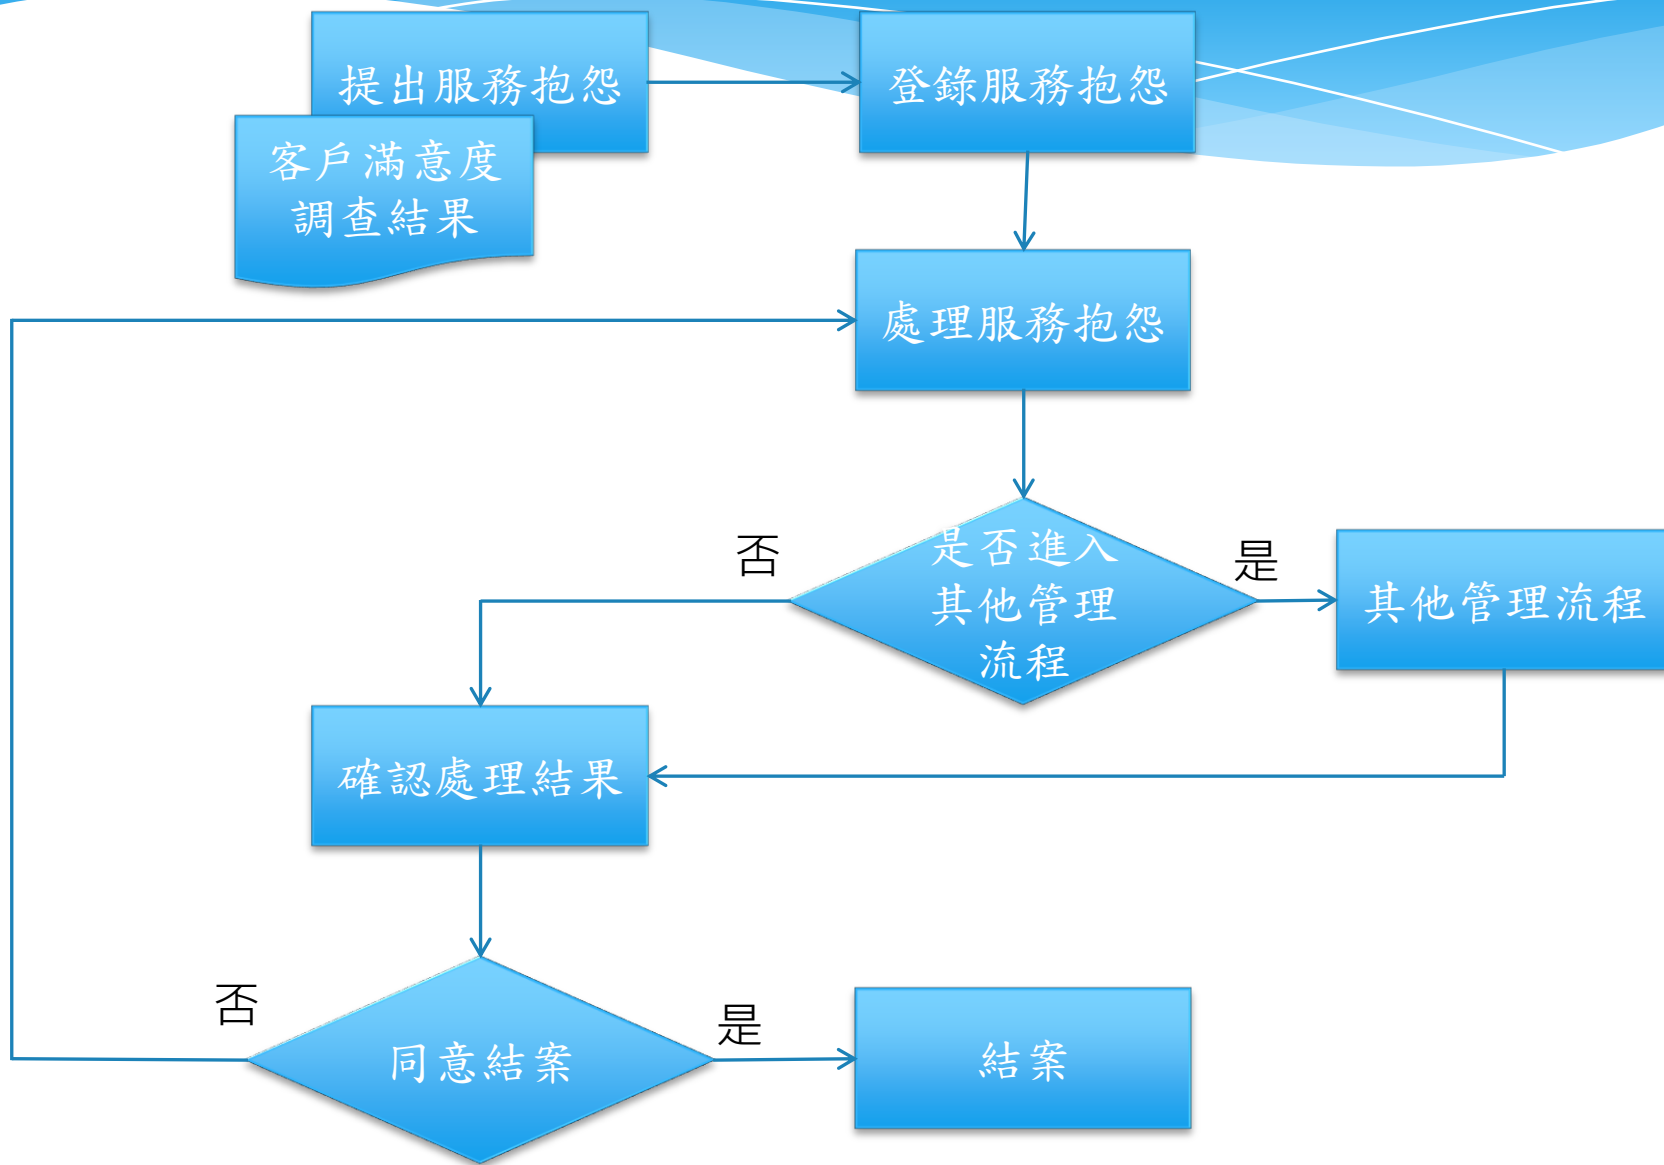 提出服務抱怨
登錄服務抱怨
客戶滿意度
調查結果
處理服務抱怨
否
是否進入
其他管理
流程
是
其他管理流程
確認處理結果
否
同意結案
是
結案